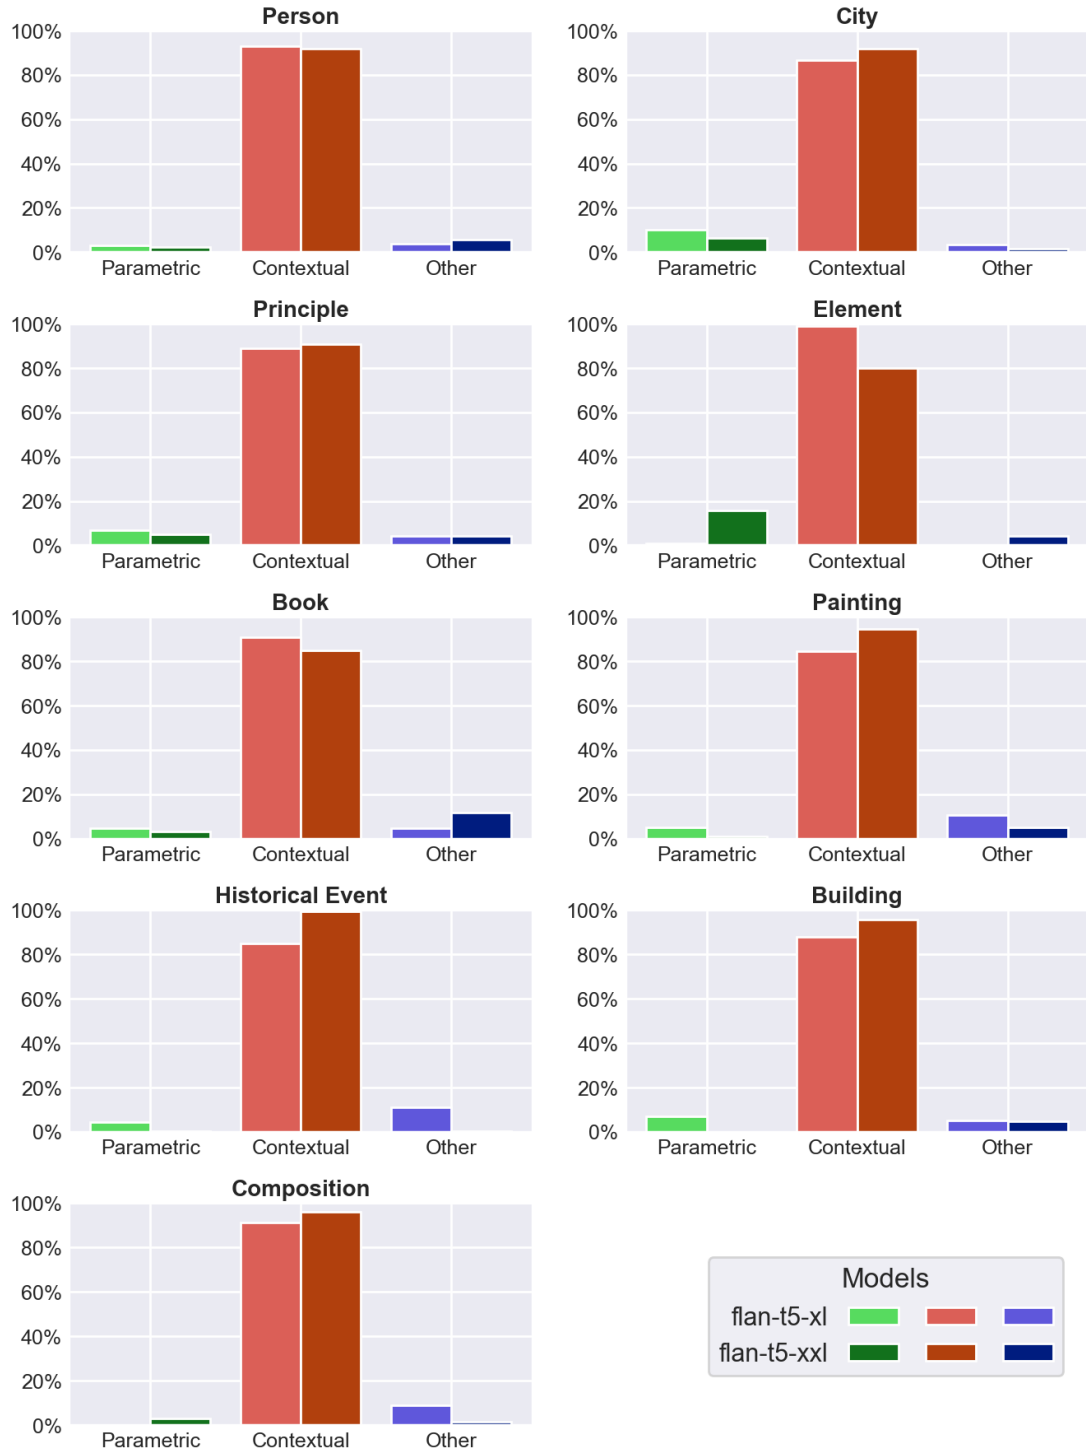 Person
100%
80%
60%
40%
20%
0%
Parametric Contextual Other
City
100%
80%
60%
40%
20%
0%
Parametric Contextual Other
Principle
100%
80%
60%
40%
20%
0%
Parametric Contextual Other
Element
100%
80%
60%
40%
20%
0%
Parametric Contextual Other
Book
100%
80%
60%
40%
20%
0%
Parametric Contextual Other
Painting
100%
80%
60%
40%
20%
0%
Parametric Contextual Other
Historical Event
100%
80%
60%
40%
20%
0%
Parametric Contextual Other
Building
100%
80%
60%
40%
20%
0%
Parametric Contextual Other
Composition
100%
80%
60%
40%
20%
0%
Parametric Contextual Other
Models
flan-t5-xl
flan-t5-xxl